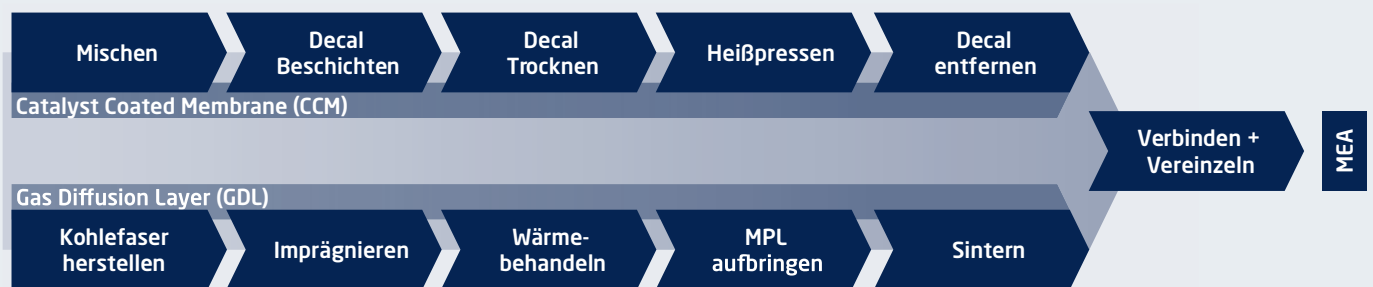 Mischen
Decal
Beschichten
Decal
Trocknen
Heißpressen
Decal
entfernen
Catalyst Coated Membrane (CCM)
Verbinden +
Vereinzeln
MEA
Gas Diffusion Layer (GDL)
Kohlefaser
herstellen
Imprägnieren
Wärme-
behandeln
MPL
aufbringen
Sintern